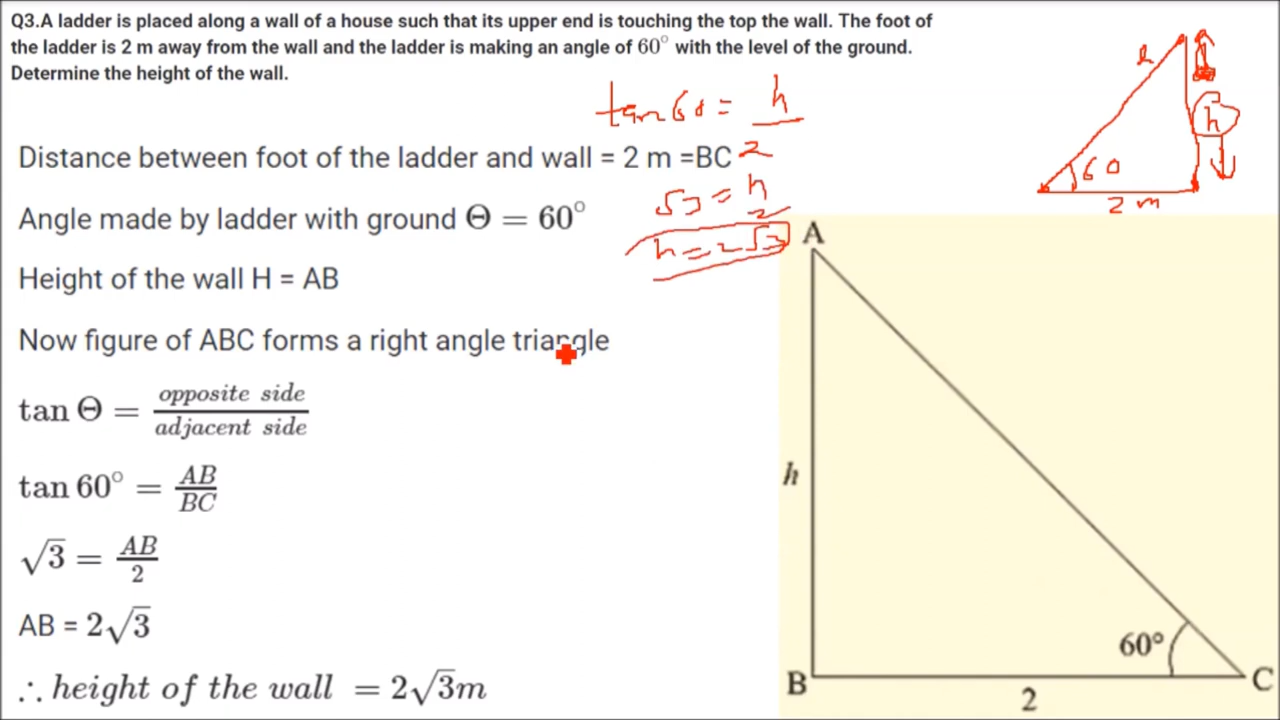 Q3.A ladder is placed along a wall of a house such that its upper end is touching the top the wall. The foot of
the ladder is 2 m away from the wall and the ladder is making an angle of 60° with the level of the ground.
Determine the height of the wall.
tan 60 = h/2
Distance between foot of the ladder and wall = 2 m =BC
√3 = h/2
Angle made by ladder with ground Θ = 60°
h = 2√3
Height of the wall H = AB
Now figure of ABC forms a right angle triangle
tan Θ = opposite side/adjacent side
tan 60° = AB/BC
√3 = AB/2
AB = 2√3
∴ height of the wall = 2√3m
h
60
2 m
A
h
60°
B
2
C